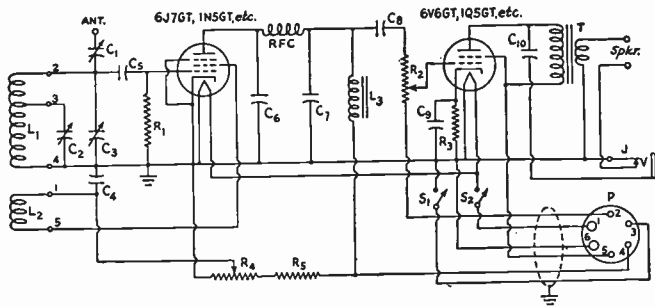 ANT.
6J7GT, 1N5GT, etc.
6V6GT, 1Q5GT, etc.
C8
RFC
C10
T
Spkr.
C1
2
C5
R2
3
L1
R1
C6
C7
L3
C9
R3
C2
C3
4
J
V
C4
1
L2
5
S1
S2
P
2
1
3
6
5
4
R4
R5